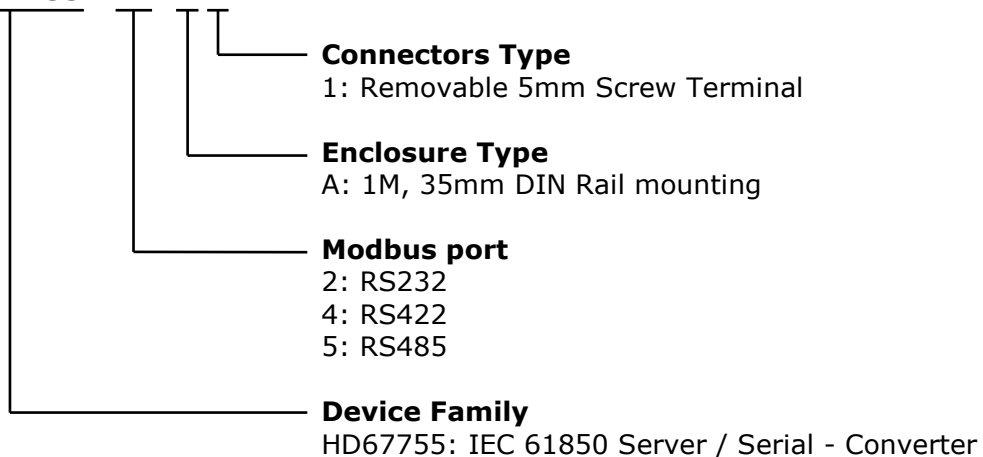 Connectors Type
1: Removable 5mm Screw Terminal
Enclosure Type
A: 1M, 35mm DIN Rail mounting
Modbus port
2: RS232
4: RS422
5: RS485
Device Family
HD67755: IEC 61850 Server / Serial - Converter